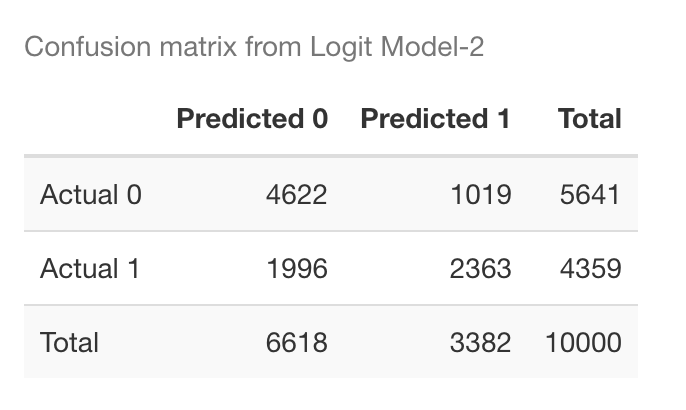 Confusion matrix from Logit Model-2
Predicted 0 Predicted 1 Total
Actual 0 4622 1019 5641
Actual 1 1996 2363 4359
Total 6618 3382 10000